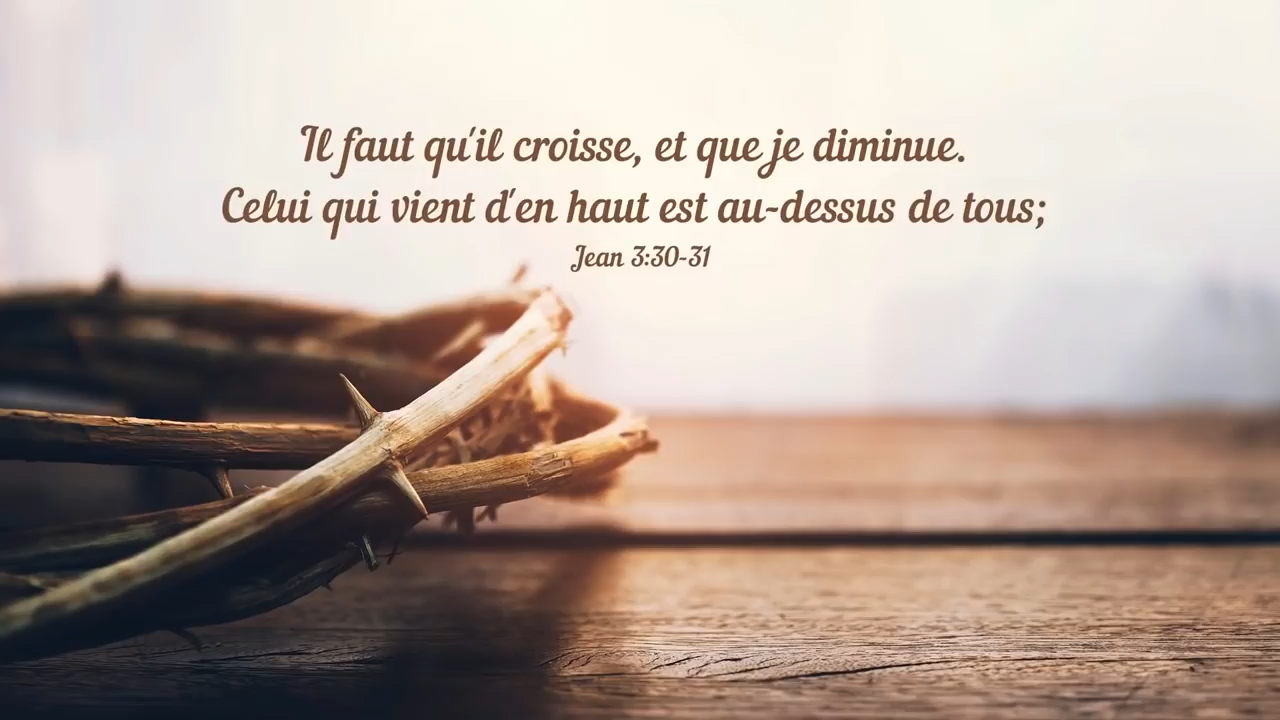 Il faut qu'il croisse, et que je diminue.
Celui qui vient d'en haut est au-dessus de tous;
Jean 3:30-31